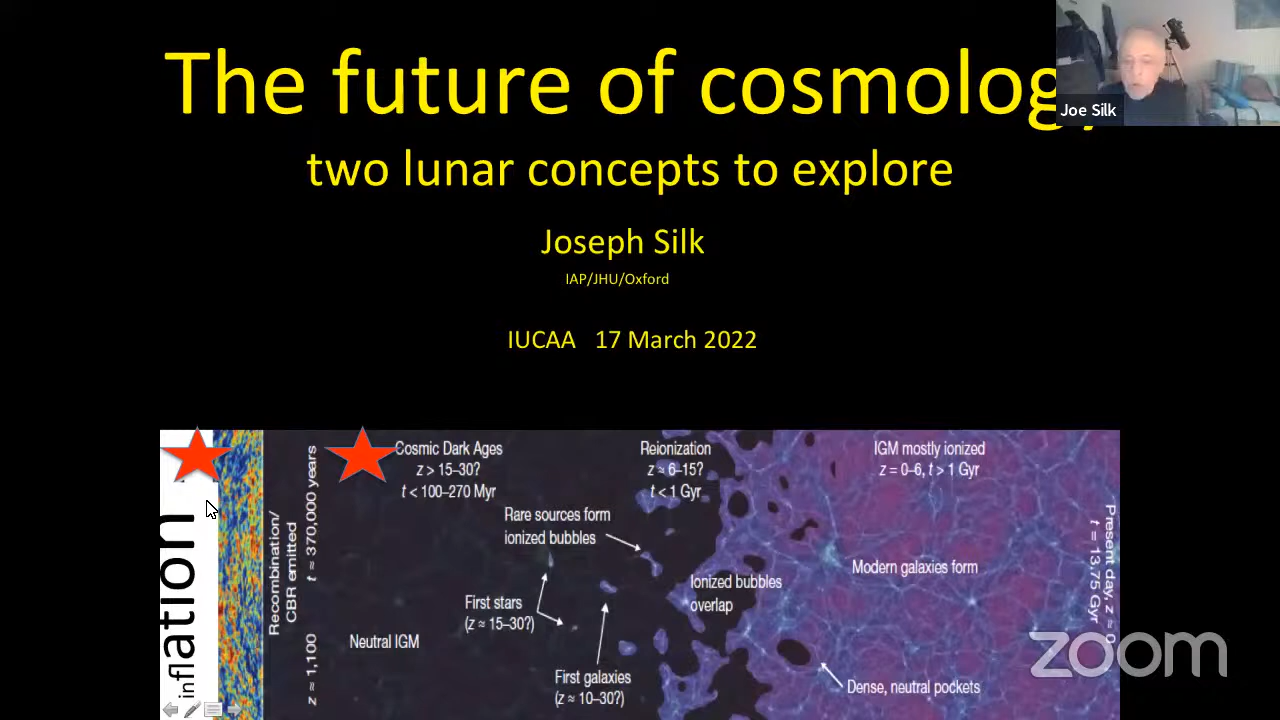 The future of cosmology
Joe Silk
two lunar concepts to explore
Joseph Silk
IAP/JHU/Oxford
IUCAA 17 March 2022
inflation
Recombination/
CBR emitted t ≈ 370,000 years
z ≈ 1,100
Cosmic Dark Ages
z > 15–30?
t < 100–270 Myr
Reionization
z ≈ 6–15?
t < 1 Gyr
IGM mostly ionized
z = 0–6, t > 1 Gyr
Rare sources form
ionized bubbles
First stars
(z ≈ 15–30?)
Neutral IGM
First galaxies
(z ≈ 10–30?)
Ionized bubbles
overlap
Modern galaxies form
Dense, neutral pockets
Present day, z = 0
t = 13.75 Gyr
zoom